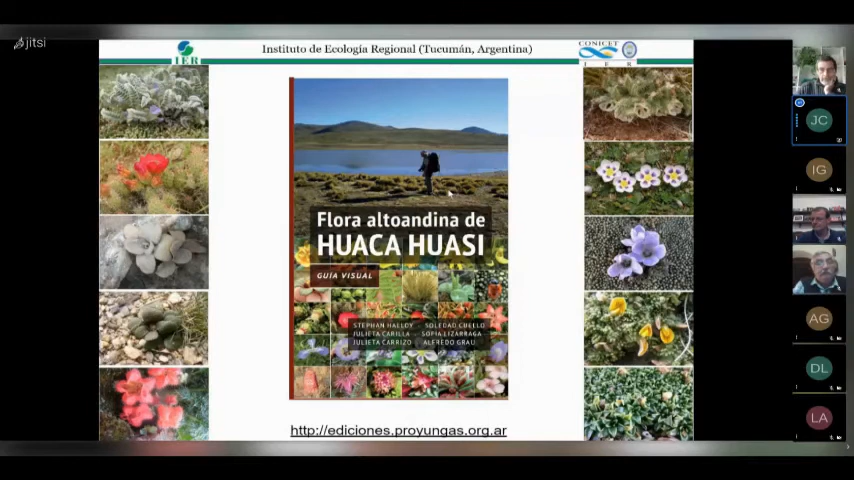 jitsi
Instituto de Ecología Regional (Tucumán, Argentina)
IER
CONICET
I E R
Flora altoandina de
HUACA HUASI
GUÍA VISUAL
STEPHAN HALLOY SOLEDAD CUELLO
JULIETA CARILLA SOFÍA LIZARRAGA
JULIETA CARRIZO ALFREDO GRAU
http://ediciones.proyungas.org.ar
JC
IG
AG
DL
LA